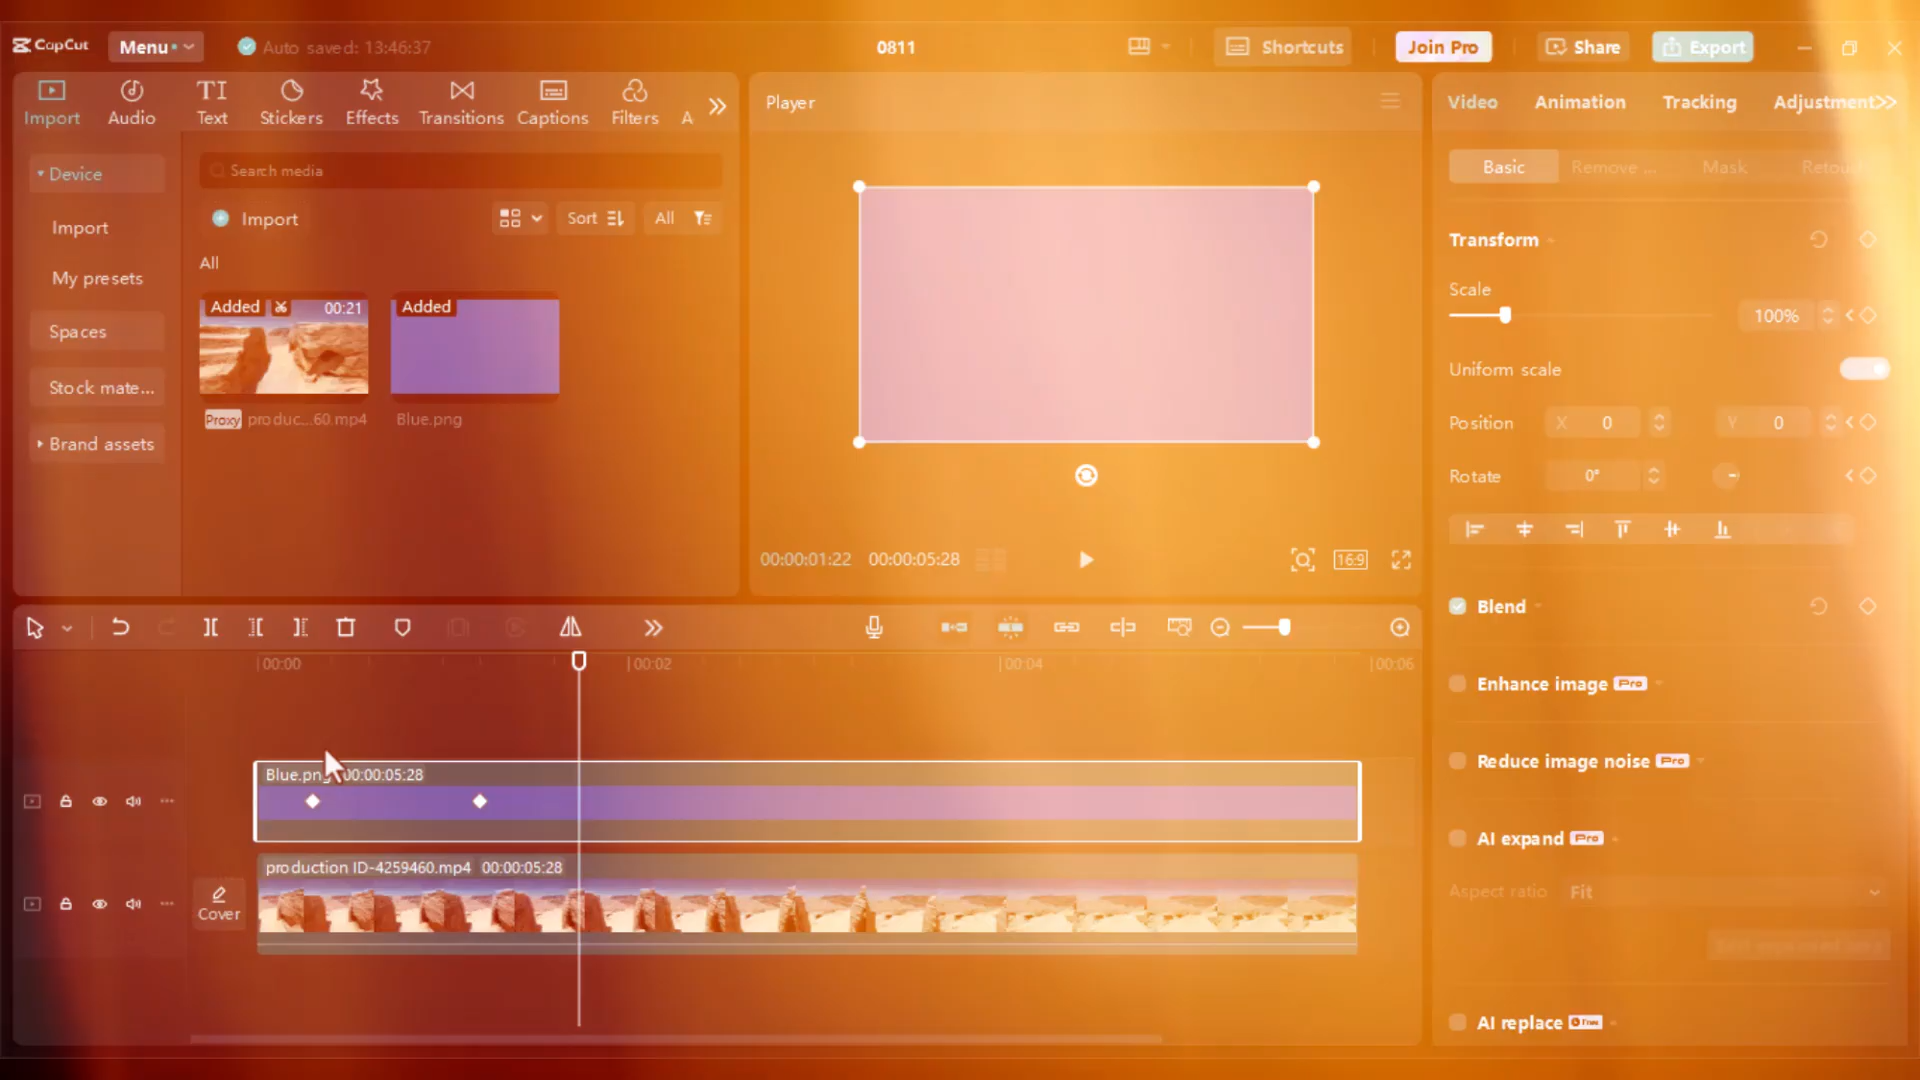 CapCut
Menu
Auto saved: 13:46:37
0811
Shortcuts
Join Pro
Share
Export
Import
Audio
TI
Text
Stickers
Effects
Transitions
Captions
Filters
A
Player
Video
Animation
Tracking
Adjustment
Device
Import
My presets
Spaces
Stock mate...
Brand assets
Search media
Import
Sort
All
All
Added
00:21
Added
Proxy
produc...60.mp4
Blue.png
00:00:01:22
00:00:05:28
16:9
Basic
Remove ...
Mask
Transform
Scale
100%
Uniform scale
Position
X
0
Y
0
Rotate
0°
Blend
Enhance image
Pro
Reduce image noise
Pro
AI expand
Pro
Aspect ratio
Fit
AI replace
00:00
00:02
00:04
00:06
Blue.png 00:00:05:28
production ID-4259460.mp4 00:00:05:28
Cover